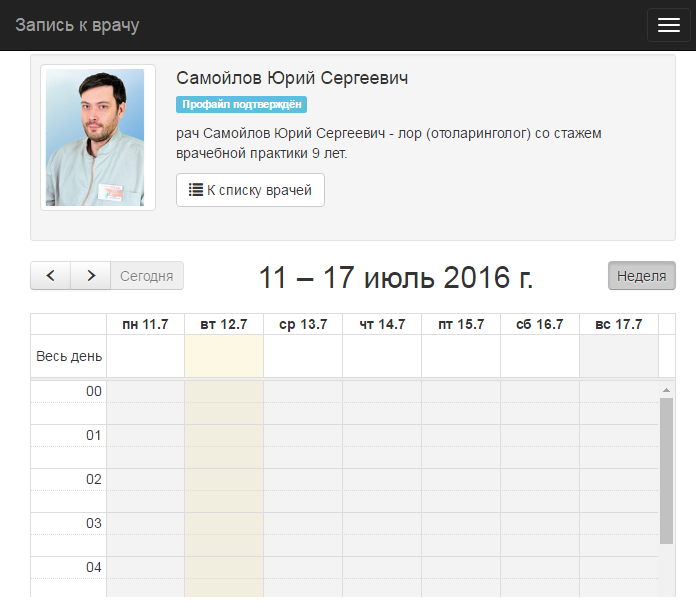 Запись к врачу
Самойлов Юрий Сергеевич
Профайл подтверждён
рач Самойлов Юрий Сергеевич - лор (отоларинголог) со стажем
врачебной практики 9 лет.
К списку врачей
Сегодня
11 – 17 июль 2016 г.
Неделя
пн 11.7 вт 12.7 ср 13.7 чт 14.7 пт 15.7 сб 16.7 вс 17.7
Весь день
00
01
02
03
04